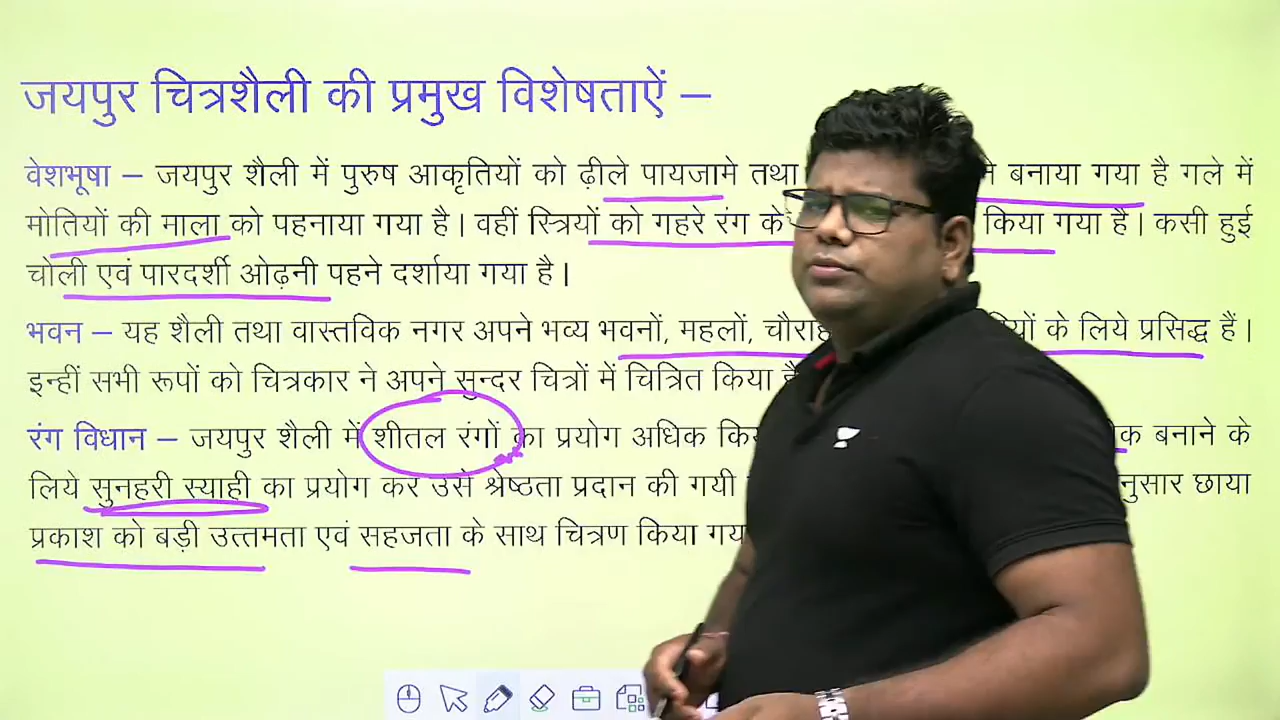 जयपुर चित्रशैली की प्रमुख विशेषताऐं –
वेशभूषा – जयपुर शैली में पुरुष आकृतियों को ढ़ीले पायजामे तथा बनाया गया है गले में
मोतियों की माला को पहनाया गया है। वहीं स्त्रियों को गहरे रंग के किया गया है। कसी हुई
चोली एवं पारदर्शी ओढ़नी पहने दर्शाया गया है।
भवन – यह शैली तथा वास्तविक नगर अपने भव्य भवनों, महलों, के लिये प्रसिद्ध हैं।
इन्हीं सभी रूपों को चित्रकार ने अपने सुन्दर चित्रों में चित्रित किया
रंग विधान – जयपुर शैली में शीतल रंगों का प्रयोग अधिक बनाने के
लिये सुनहरी स्याही का प्रयोग कर उसे श्रेष्ठता प्रदान की गयी छाया
प्रकाश को बड़ी उत्तमता एवं सहजता के साथ चित्रण किया